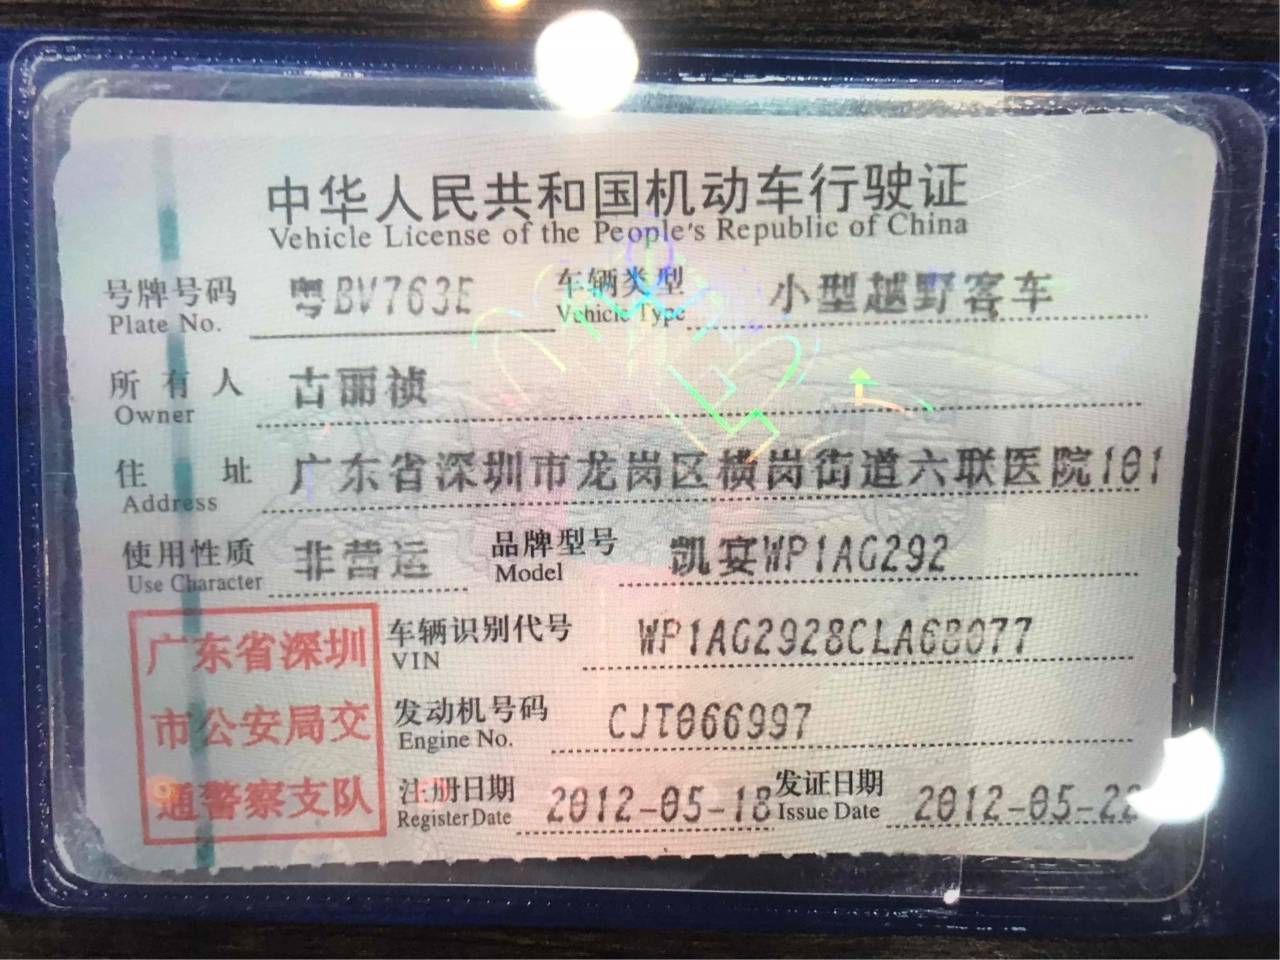 中华人民共和国机动车行驶证
Vehicle License of the People's Republic of China
号牌号码 粤BV763E 车辆类型 小型越野客车
Plate No. Vehicle Type
所有人 古丽祯
Owner
住址 广东省深圳市龙岗区横岗街道六联医院101
Address
使用性质 非营运 品牌型号 凯宴WP1AG292
Use Character Model
车辆识别代号 WP1AG2928CLA68077
VIN
发动机号码 CJT066997
Engine No.
注册日期 2012-05-18 发证日期 2012-05-22
Register Date Issue Date
广东省深圳
市公安局交
通警察支队